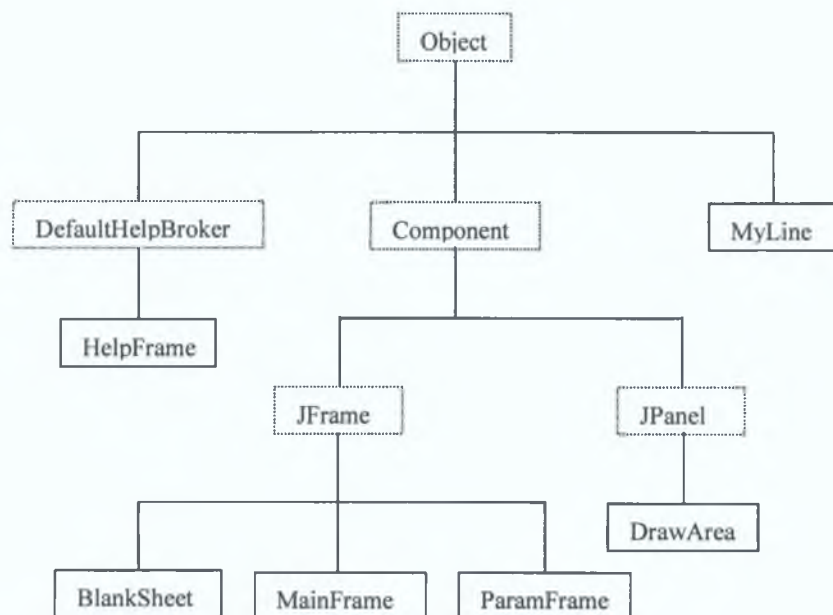 Object
DefaultHelpBroker
Component
MyLine
HelpFrame
JFrame
JPanel
DrawArea
BlankSheet
MainFrame
ParamFrame